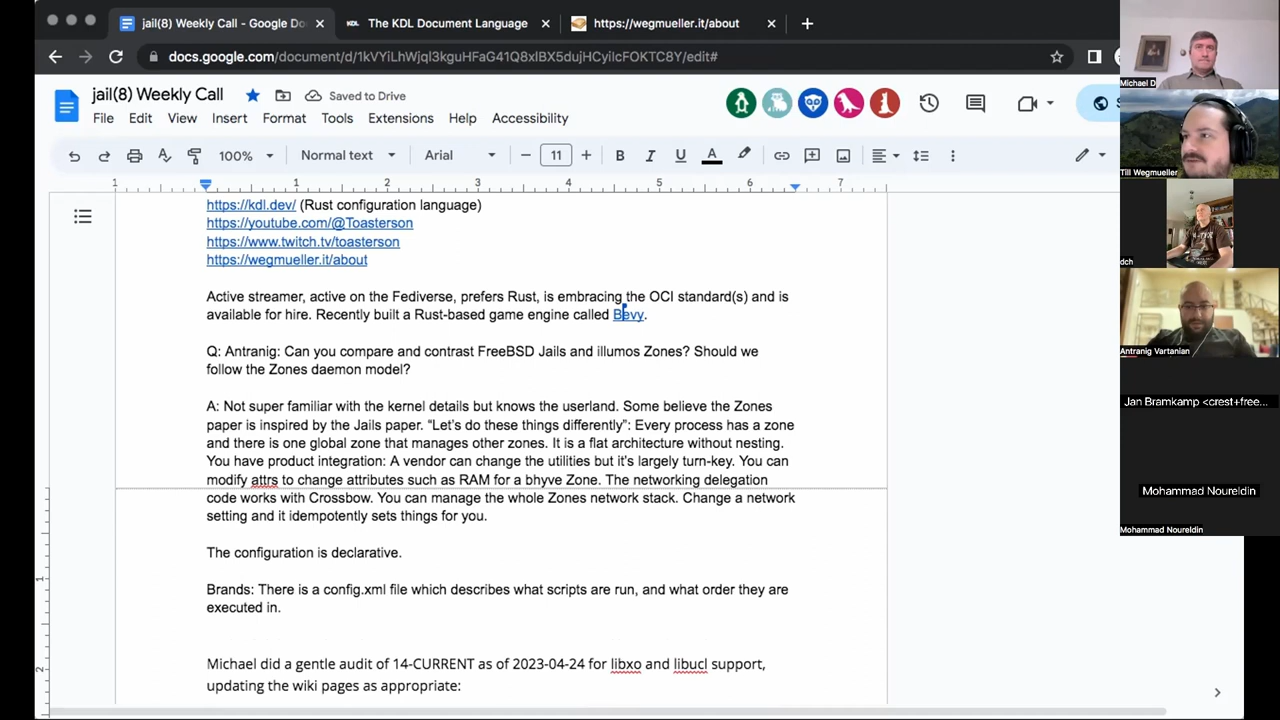 jail(8) Weekly Call - Google Do
The KDL Document Language
https://wegmueller.it/about
docs.google.com/document/d/1kVYiLhWjql3kguHFaG41Q8xIBX5dujHCyiIcFOKTC8Y/edit#
jail(8) Weekly Call
Saved to Drive
File Edit View Insert Format Tools Extensions Help Accessibility
100% Normal text Arial 11
1 1 2 3 4 5 6 7
https://kdl.dev/ (Rust configuration language)
https://youtube.com/@Toasterson
https://www.twitch.tv/toasterson
https://wegmueller.it/about
Active streamer, active on the Fediverse, prefers Rust, is embracing the OCI standard(s) and is
available for hire. Recently built a Rust-based game engine called Bevy.
Q: Antranig: Can you compare and contrast FreeBSD Jails and illumos Zones? Should we
follow the Zones daemon model?
A: Not super familiar with the kernel details but knows the userland. Some believe the Zones
paper is inspired by the Jails paper. “Let’s do these things differently”: Every process has a zone
and there is one global zone that manages other zones. It is a flat architecture without nesting.
You have product integration: A vendor can change the utilities but it’s largely turn-key. You can
modify attrs to change attributes such as RAM for a bhyve Zone. The networking delegation
code works with Crossbow. You can manage the whole Zones network stack. Change a network
setting and it idempotently sets things for you.
The configuration is declarative.
Brands: There is a config.xml file which describes what scripts are run, and what order they are
executed in.
Michael did a gentle audit of 14-CURRENT as of 2023-04-24 for libxo and libucl support,
updating the wiki pages as appropriate:
1
2
Michael D
Till Wegmueller
dch
Antranig Vartanian
Jan Bramkamp <crest+free...
Mohammad Noureldin
Mohammad Noureldin